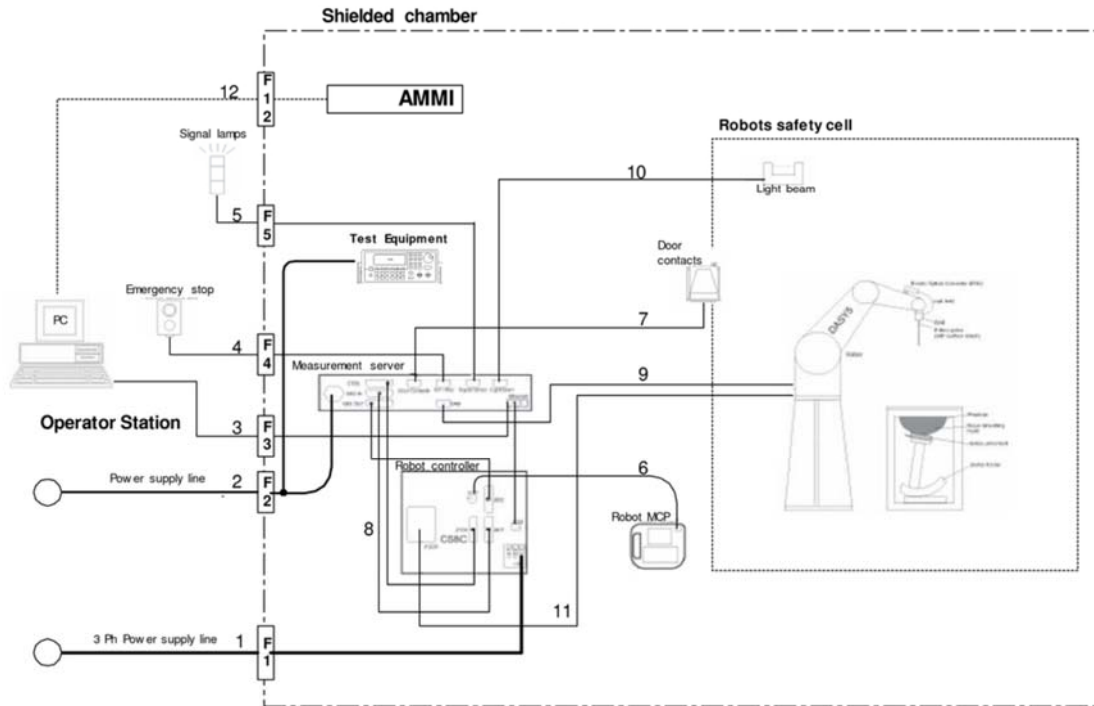 Shielded chamber
12
F
1
2
AMMI
Signal lamps
Robots safety cell
10
Light beam
5
F
5
Test Equipment
Door
contacts
Emergency stop
PC
DASY5
7
4
F
4
Measurement server
9
Operator Station
3
F
3
Power supply line
2
F
2
Robot controller
6
8
CS8C
Robot MCP
11
3 Ph Power supply line
1
F
1